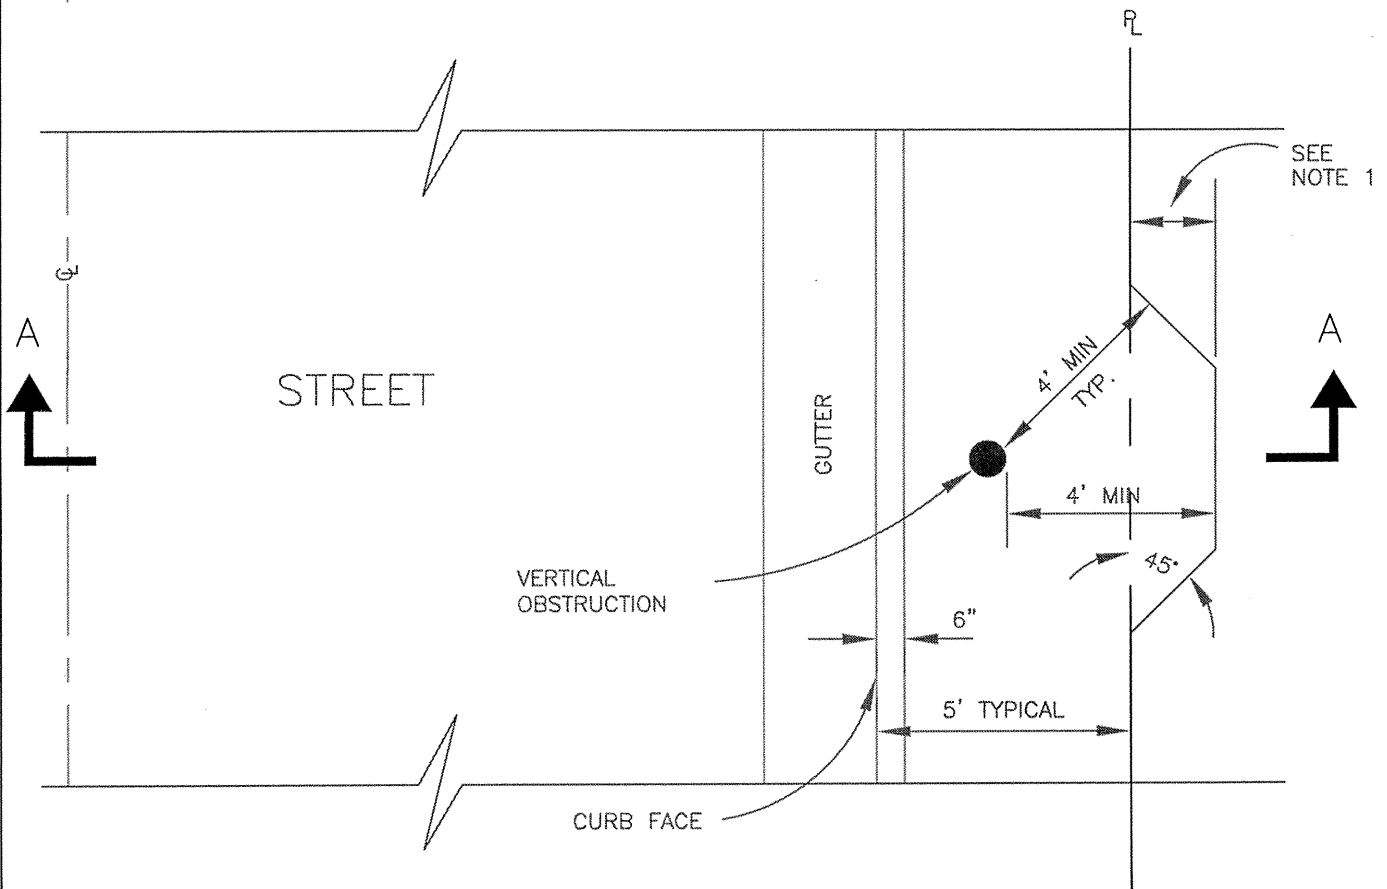 PL
SEE
NOTE 1
CL
A
A
STREET
4' MIN
TYP.
GUTTER
4' MIN
45°
VERTICAL
OBSTRUCTION
6"
5' TYPICAL
CURB FACE